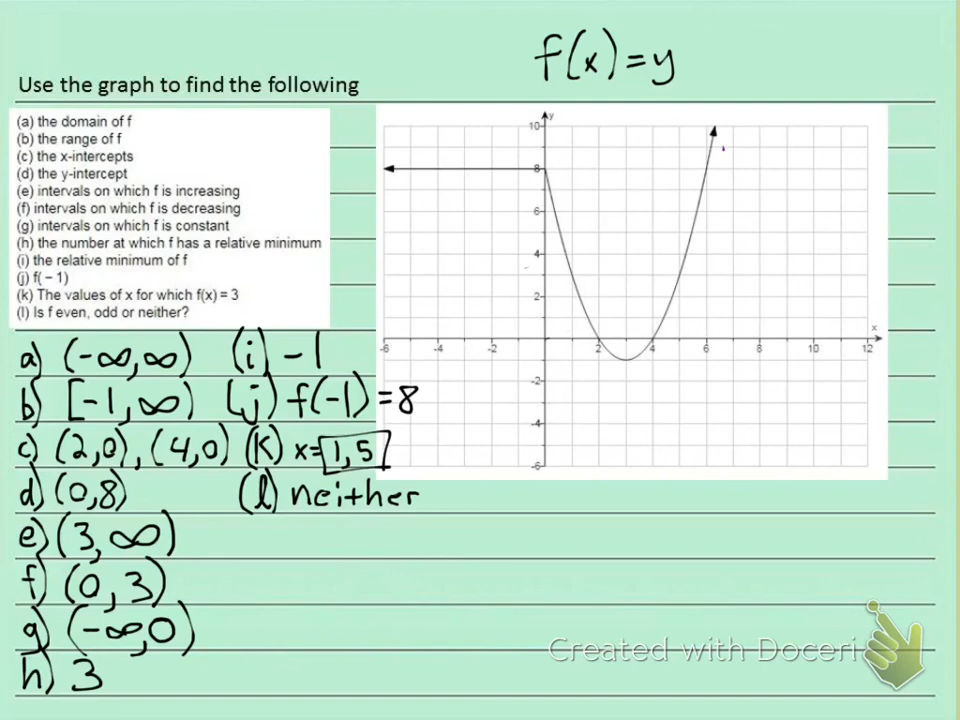 f(x)=y
Use the graph to find the following
(a) the domain of f
(b) the range of f
(c) the x-intercepts
(d) the y-intercept
(e) intervals on which f is increasing
(f) intervals on which f is decreasing
(g) intervals on which f is constant
(h) the number at which f has a relative minimum
(i) the relative minimum of f
(j) f( − 1)
(k) The values of x for which f(x) = 3
(l) Is f even, odd or neither?
y
10
8
6
4
2
x
-6 -4 -2 2 4 6 8 10 12
-2
-4
-6
a) (-∞,∞) (i) -1
b) [-1,∞) (j) f(-1)=8
c) (2,0), (4,0) (k) x=1,5
d) (0,8) (l) neither
e) (3,∞)
f) (0,3)
g) (-∞,0)
h) 3
Created with Doceri